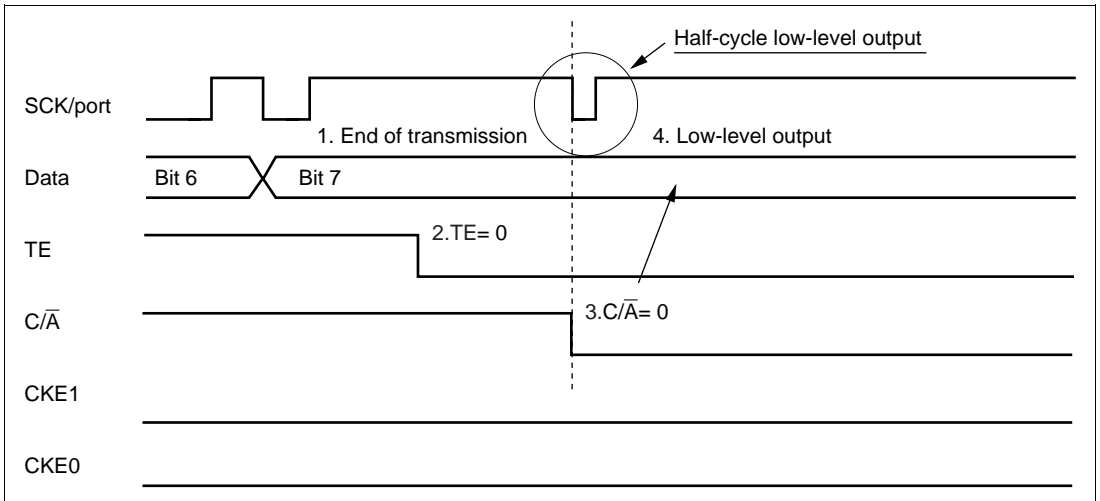 Half-cycle low-level output
SCK/port
1. End of transmission
4. Low-level output
Data
Bit 6
Bit 7
TE
2.TE= 0
C/A̅
3.C/A̅= 0
CKE1
CKE0